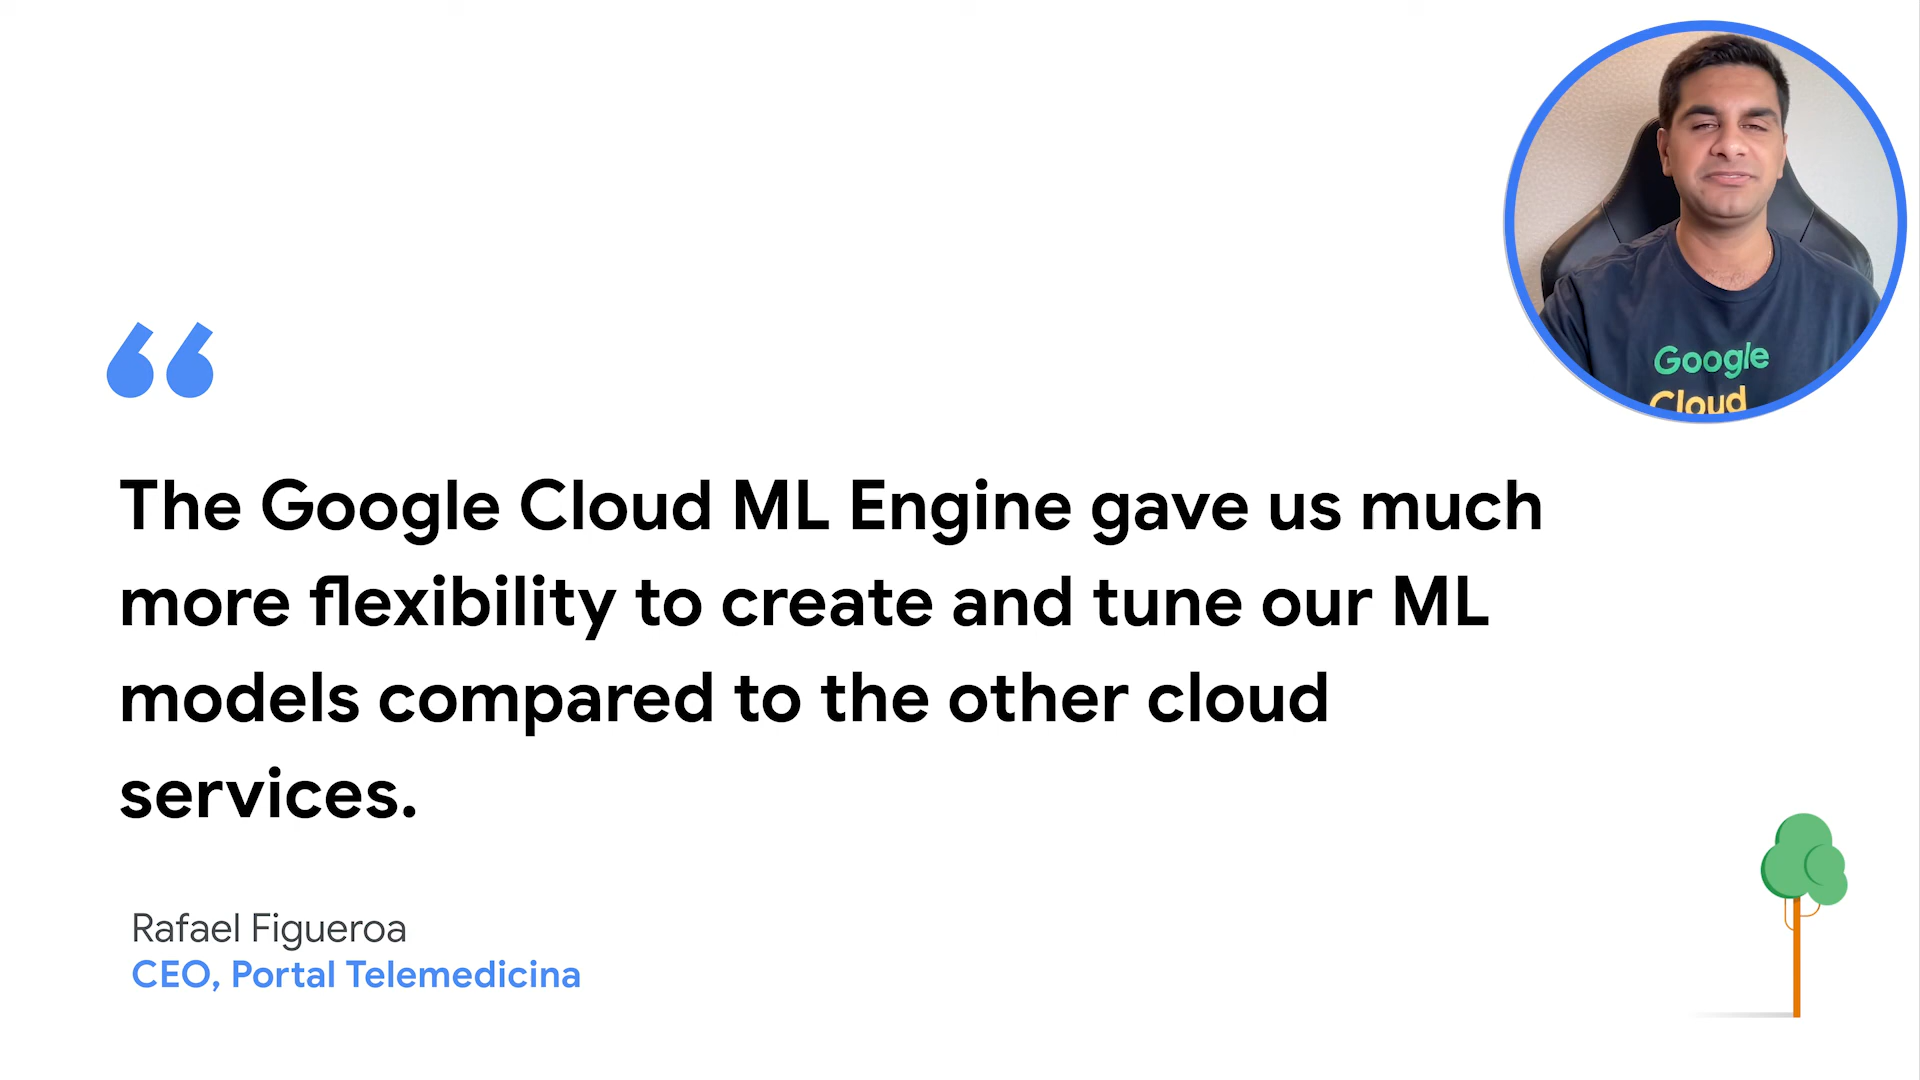 Google
Cloud
“
The Google Cloud ML Engine gave us much
more flexibility to create and tune our ML
models compared to the other cloud
services.
Rafael Figueroa
CEO, Portal Telemedicina